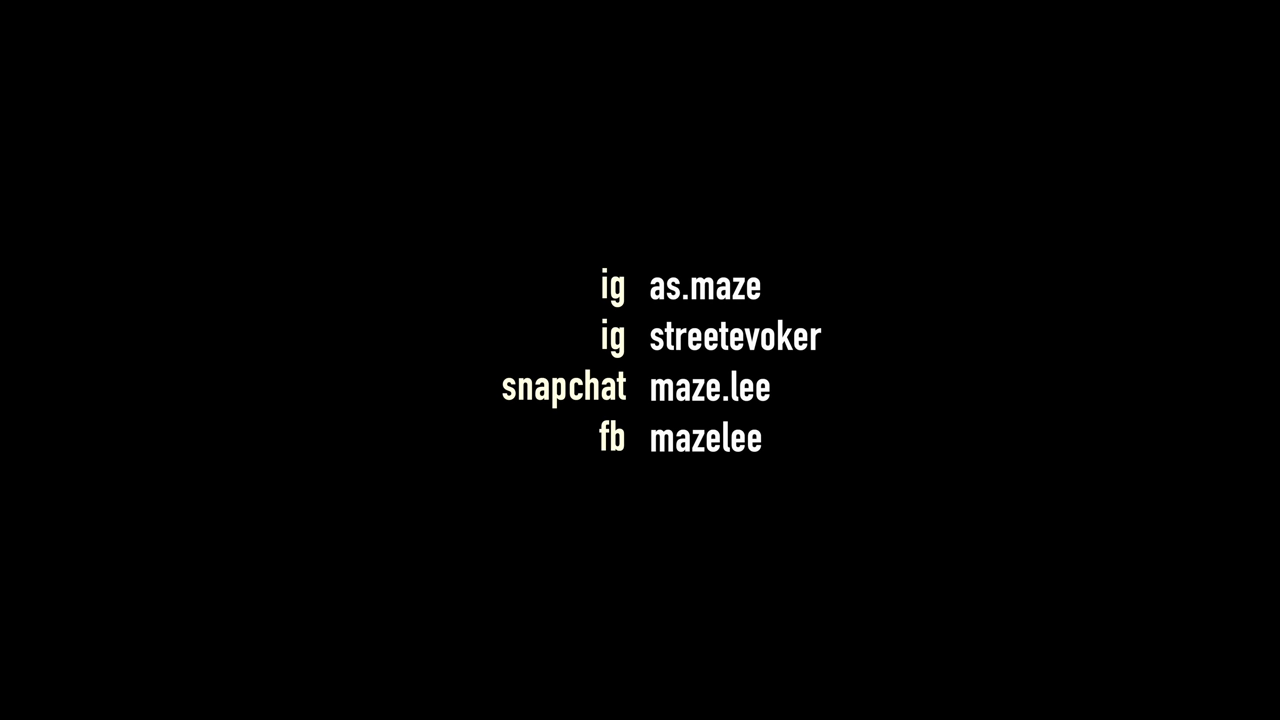 ig as.maze
ig streetevoker
snapchat maze.lee
fb mazelee